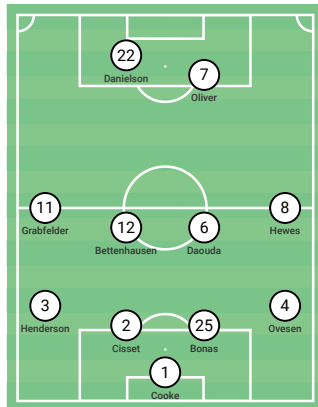 22
Danielson
7
Oliver
11
Grabfelder
8
Hewes
12
Bettenhausen
6
Daouda
3
Henderson
4
Ovesen
2
Cisset
25
Bonas
1
Cooke